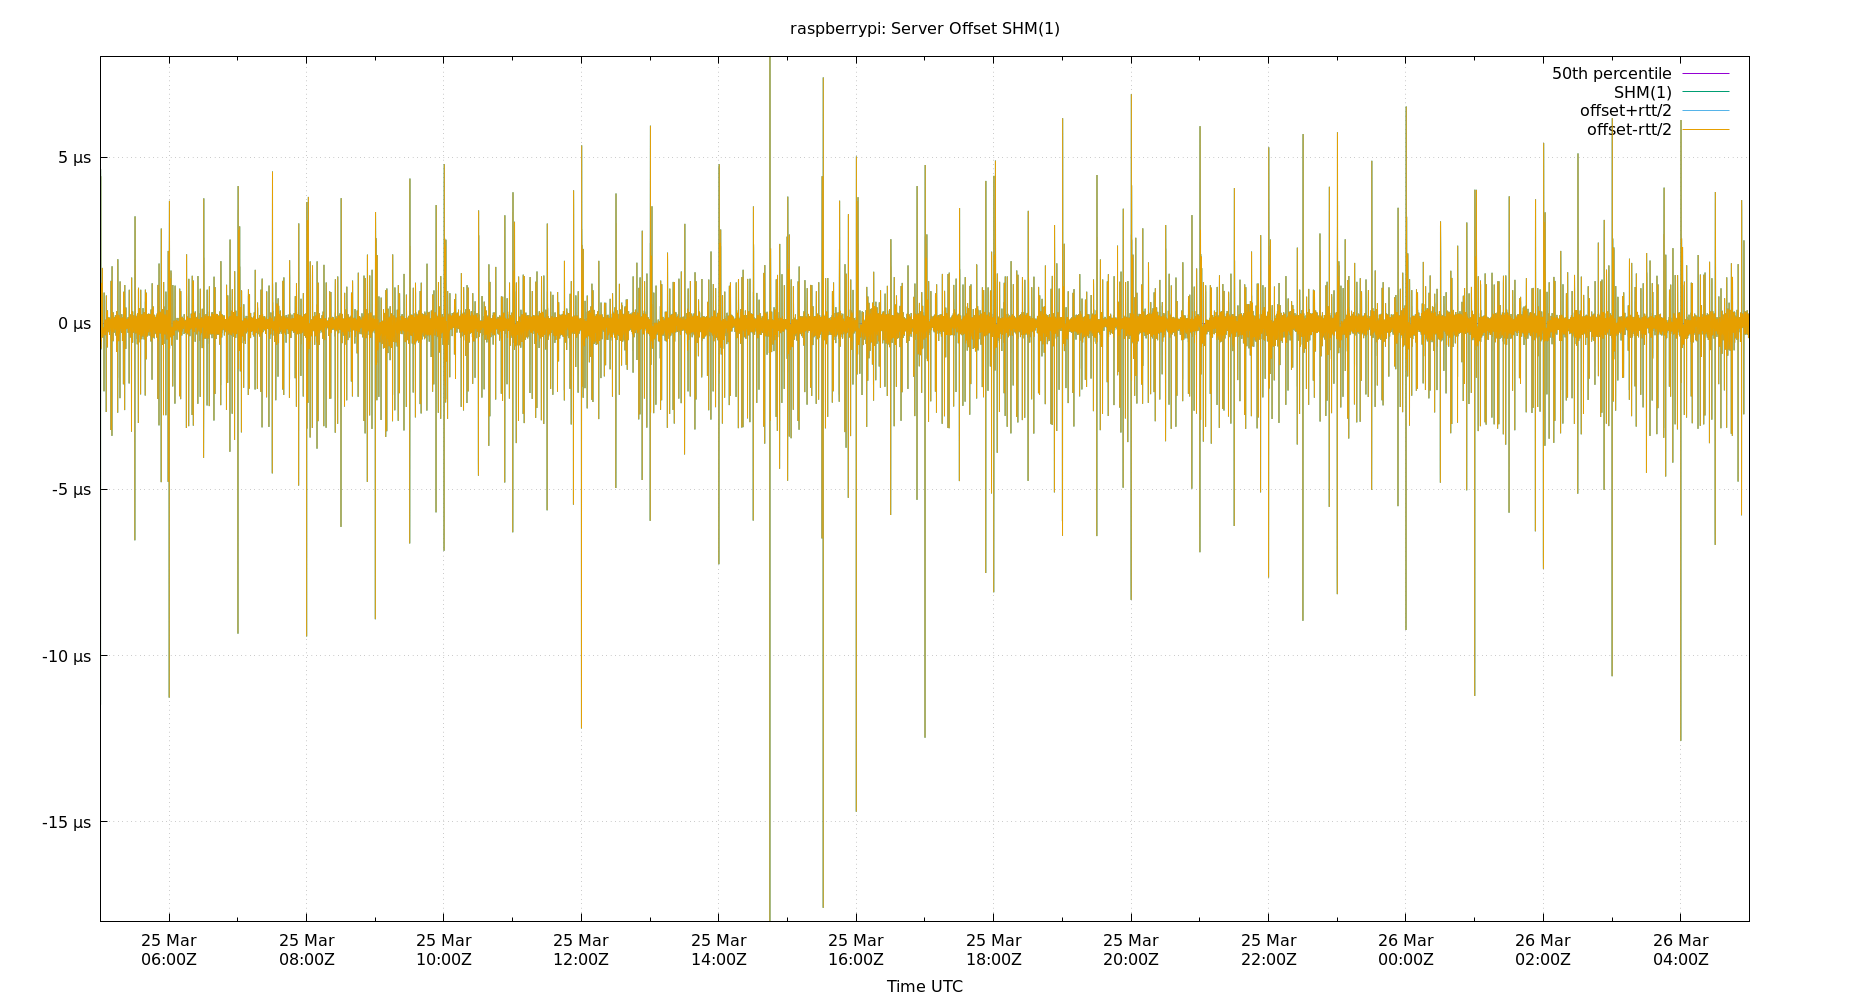 raspberrypi: Server Offset SHM(1)
50th percentile
SHM(1)
offset+rtt/2
offset-rtt/2
5 µs
0 µs
-5 µs
-10 µs
-15 µs
25 Mar 25 Mar 25 Mar 25 Mar 25 Mar 25 Mar 25 Mar 25 Mar 25 Mar 26 Mar 26 Mar 26 Mar
06:00Z 08:00Z 10:00Z 12:00Z 14:00Z 16:00Z 18:00Z 20:00Z 22:00Z 00:00Z 02:00Z 04:00Z
Time UTC